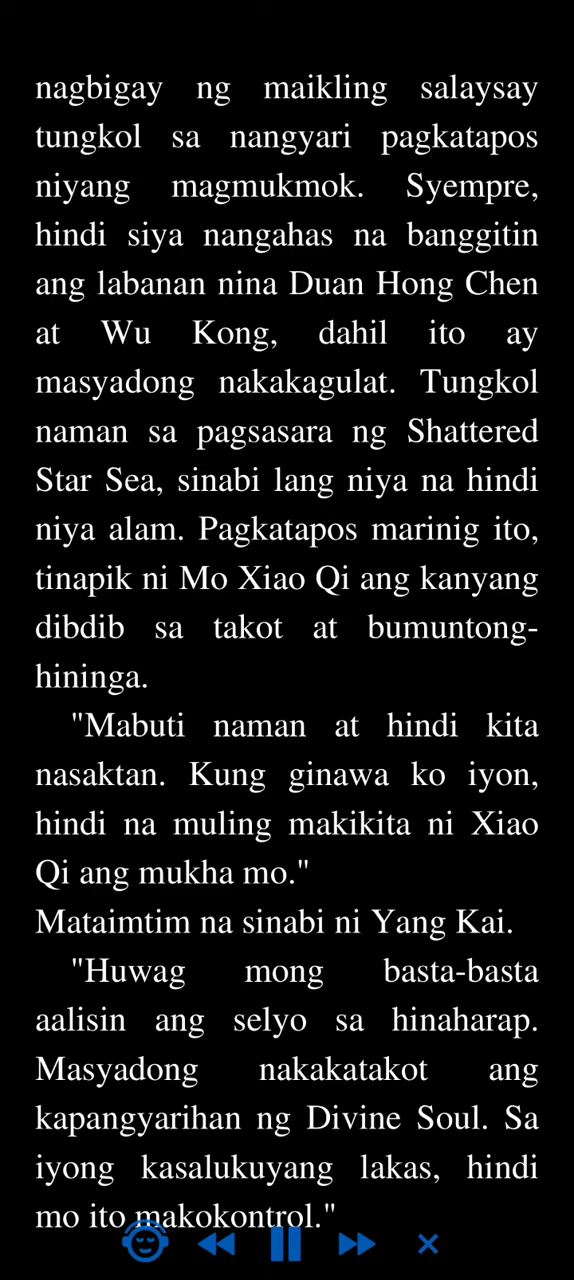 nagbigay ng maikling salaysay
tungkol sa nangyari pagkatapos
niyang magmukmok. Syempre,
hindi siya nangahas na banggitin
ang labanan nina Duan Hong Chen
at Wu Kong, dahil ito ay
masyadong nakakagulat. Tungkol
naman sa pagsasara ng Shattered
Star Sea, sinabi lang niya na hindi
niya alam. Pagkatapos marinig ito,
tinapik ni Mo Xiao Qi ang kanyang
dibdib sa takot at bumuntong-
hininga.
"Mabuti naman at hindi kita
nasaktan. Kung ginawa ko iyon,
hindi na muling makikita ni Xiao
Qi ang mukha mo."
Mataimtim na sinabi ni Yang Kai.
"Huwag mong basta-basta
aalisin ang selyo sa hinaharap.
Masyadong nakakatakot ang
kapangyarihan ng Divine Soul. Sa
iyong kasalukuyang lakas, hindi
mo ito makokontrol."